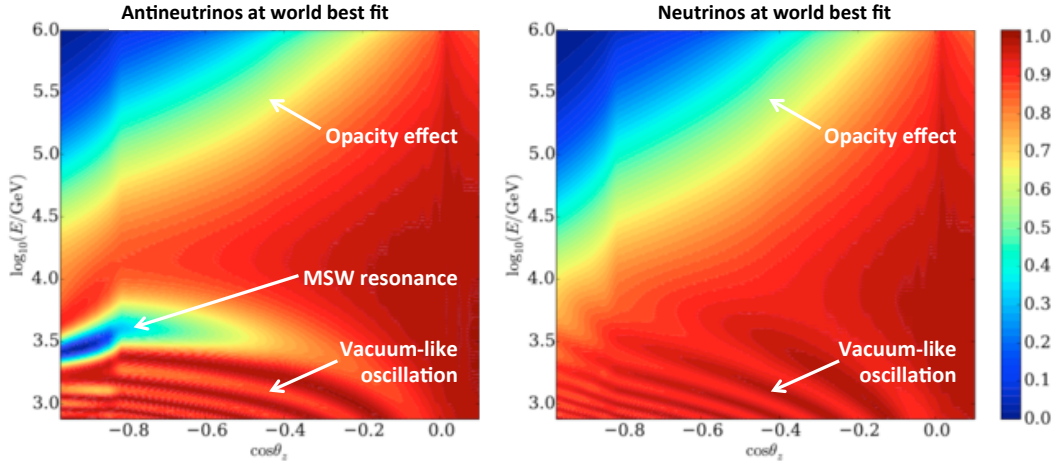 Antineutrinos at world best fit
6.0
5.5
5.0
4.5
4.0
3.5
3.0
log₁₀(E/GeV)
Opacity effect
MSW resonance
Vacuum-like
oscillation
−0.8
−0.6
−0.4
−0.2
0.0
cosθ_z
Neutrinos at world best fit
6.0
5.5
5.0
4.5
4.0
3.5
3.0
log₁₀(E/GeV)
Opacity effect
Vacuum-like
oscillation
−0.8
−0.6
−0.4
−0.2
0.0
cosθ_z
1.0
0.9
0.8
0.7
0.6
0.5
0.4
0.3
0.2
0.1
0.0